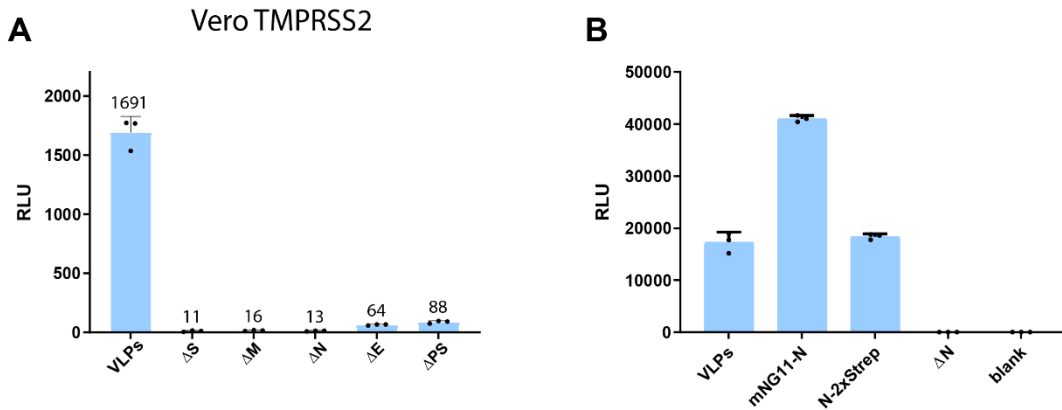 Vero TMPRSS2
A
2000
1500
1000
500
0
RLU
1691
11
16
13
64
88
VLPs
ΔS
ΔM
ΔN
ΔE
ΔPS
B
50000
40000
30000
20000
10000
0
RLU
VLPs
mNG11-N
N-2xStrep
ΔN
blank